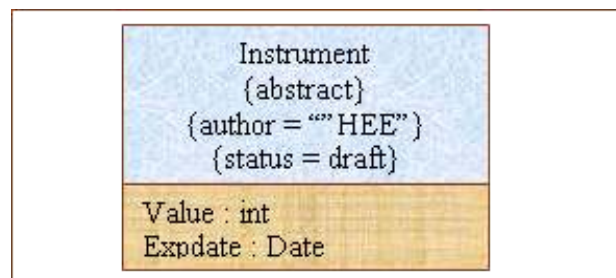 Instrument
{abstract}
{author = “” HEE” }
{status = draft}
Value : int
Expdate : Date